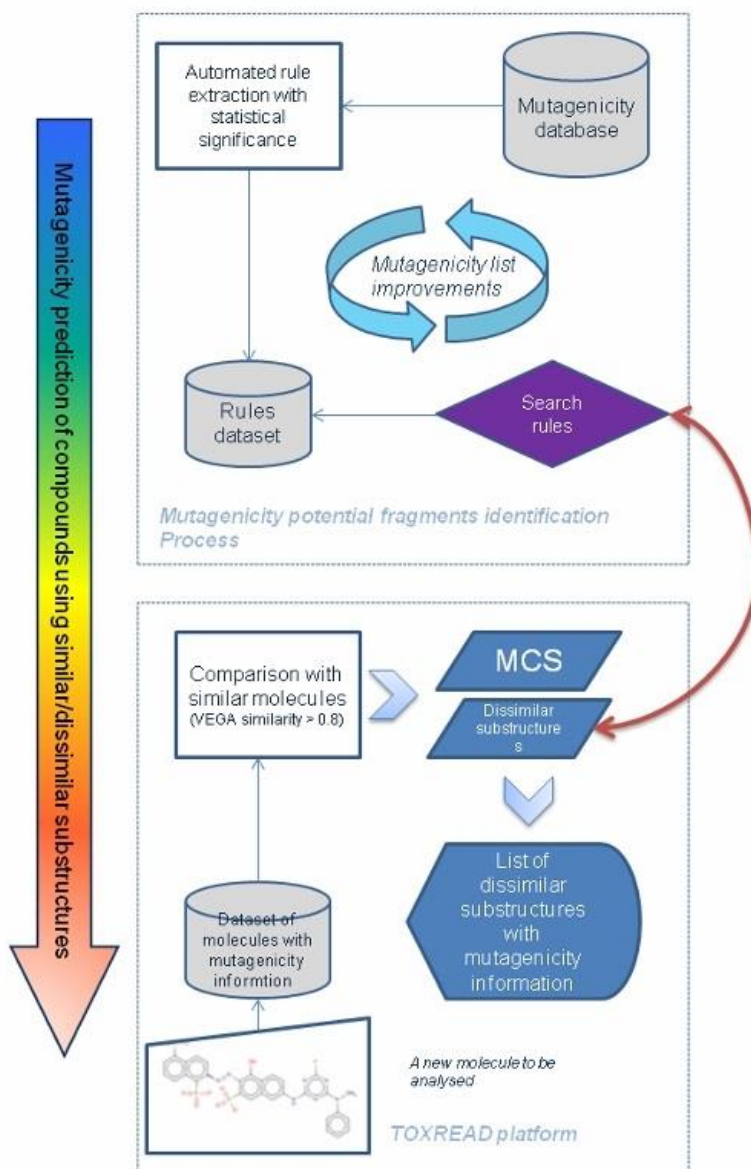 Mutagenicity prediction of compounds using similar/dissimilar substructures
Automated rule
extraction with
statistical
significance
Mutagenicity
database
Mutagenicity list
improvements
Rules
dataset
Search
rules
Mutagenicity potential fragments identification
Process
Comparison with
similar molecules
(VEGA similarity > 0.8)
MCS
Dissimilar
substructure
s
List of
dissimilar
substructures
with
mutagenicity
information
Dataset of
molecules with
mutagenicity
informtion
A new molecule to be
analysed
TOXREAD platform